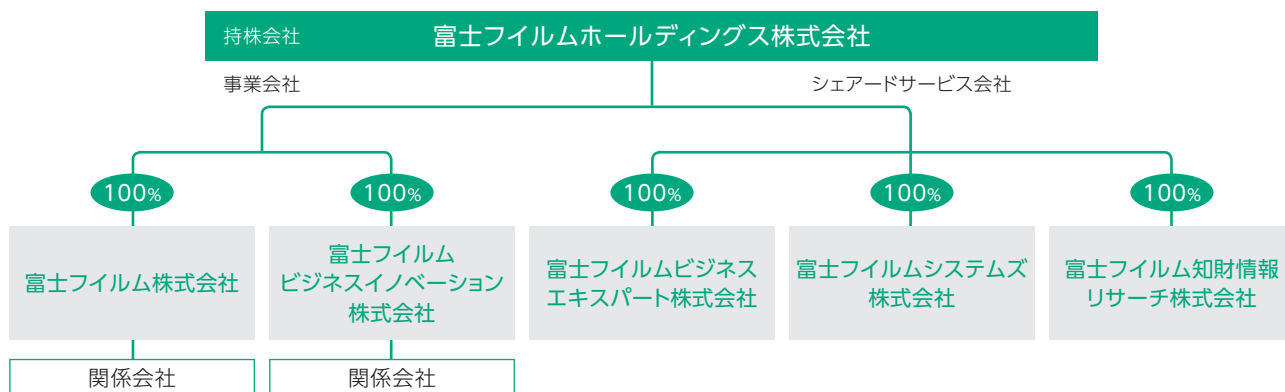 持株会社 富士フイルムホールディングス株式会社
事業会社
シェアードサービス会社
100%
100%
100%
100%
100%
富士フイルム株式会社
富士フイルム
ビジネスイノベーション
株式会社
富士フイルムビジネス
エキスパート株式会社
富士フイルムシステムズ
株式会社
富士フイルム知財情報
リサーチ株式会社
関係会社
関係会社